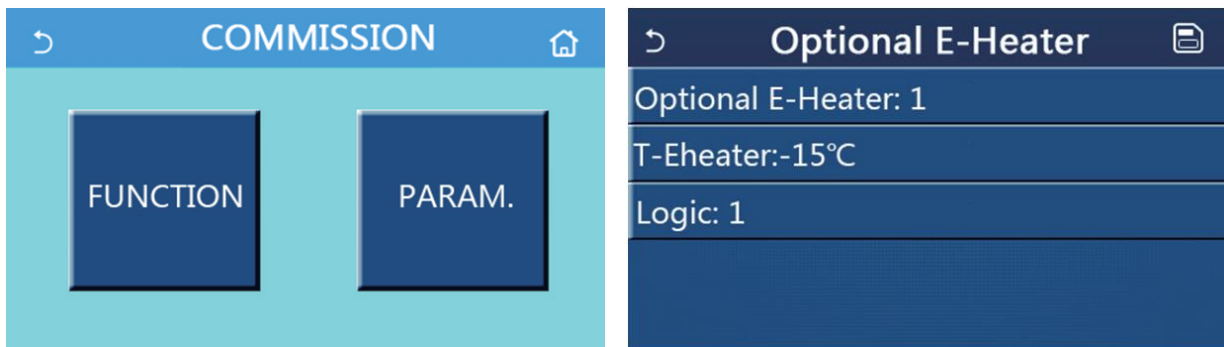 COMMISSION
FUNCTION
PARAM.
Optional E-Heater
Optional E-Heater: 1
T-Eheater:-15℃
Logic: 1